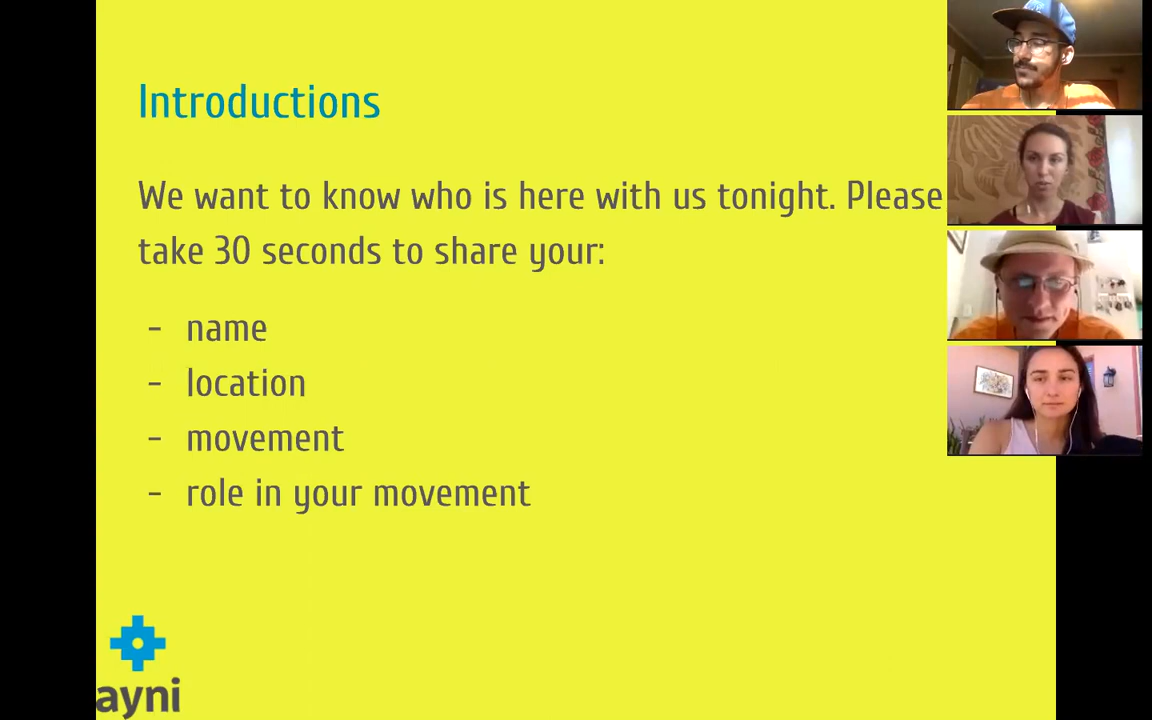 Introductions
We want to know who is here with us tonight. Please
take 30 seconds to share your:
- name
- location
- movement
- role in your movement
ayni